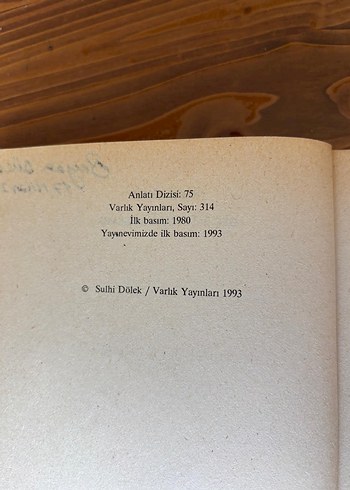 Anlatı Dizisi: 75
Varlık Yayınları, Sayı: 314
İlk basım: 1980
Yayınevimizde ilk basım: 1993
© Sulhi Dölek / Varlık Yayınları 1993